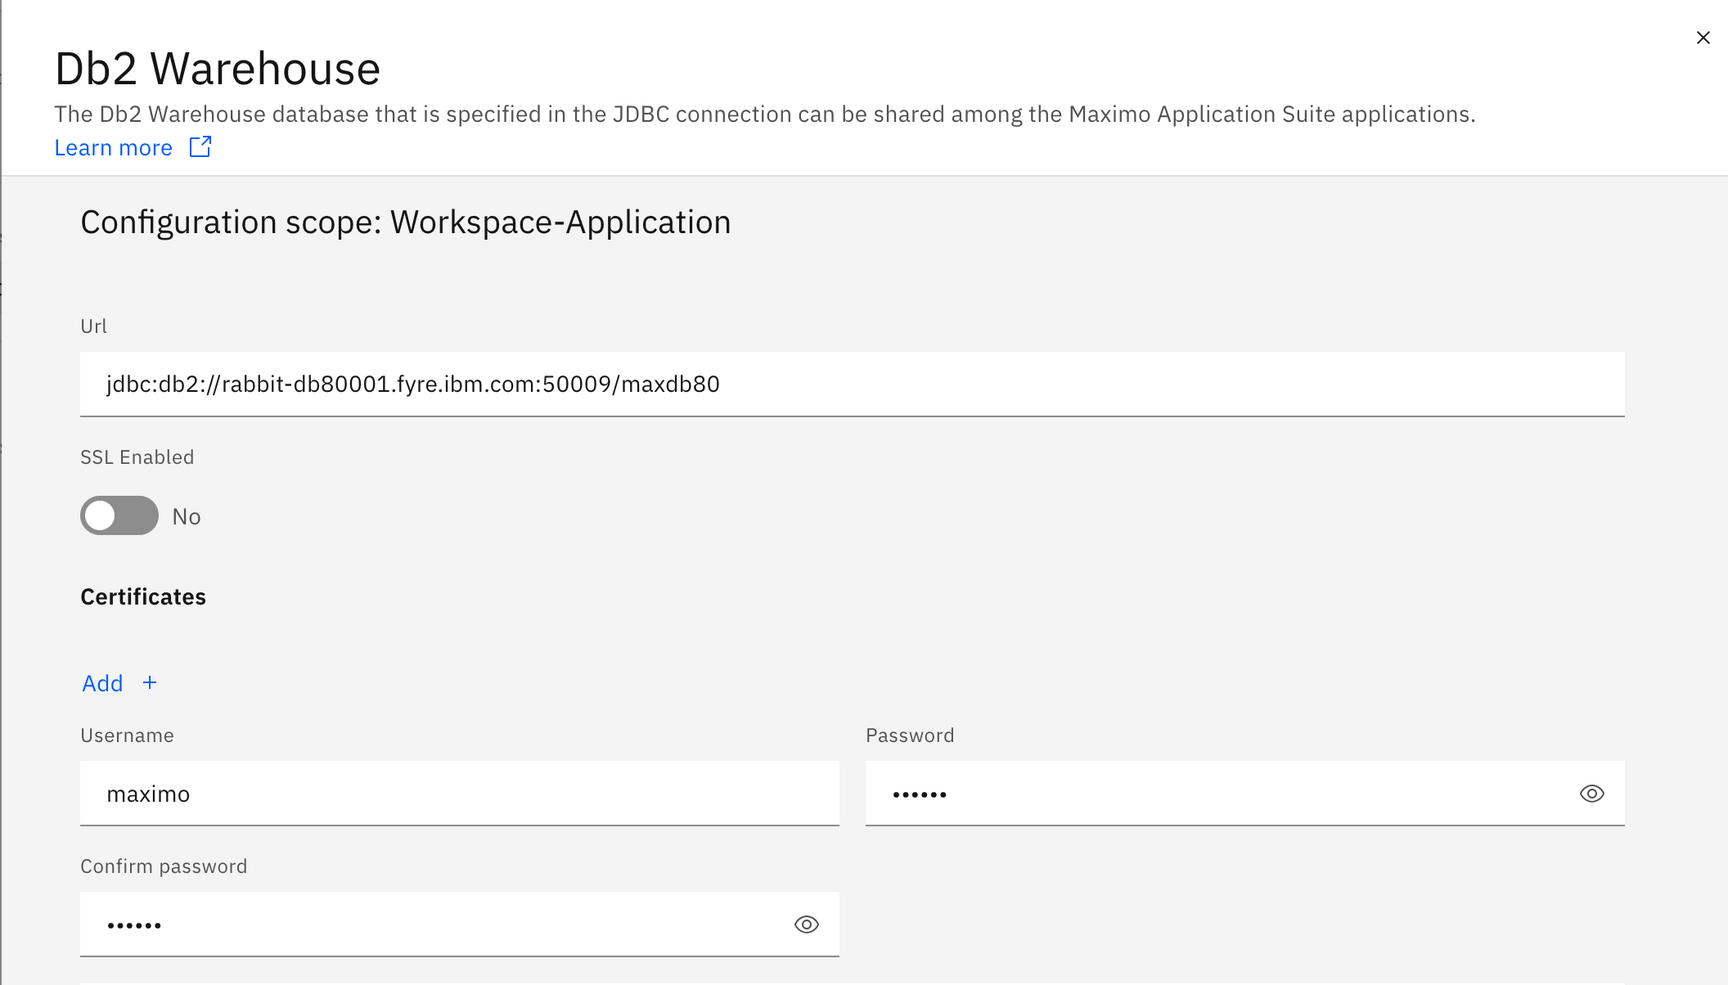 Db2 Warehouse
The Db2 Warehouse database that is specified in the JDBC connection can be shared among the Maximo Application Suite applications.
Learn more
Configuration scope: Workspace-Application
Url
jdbc:db2://rabbit-db80001.fyre.ibm.com:50009/maxdb80
SSL Enabled
No
Certificates
Add +
Username
Password
maximo
••••••
Confirm password
••••••